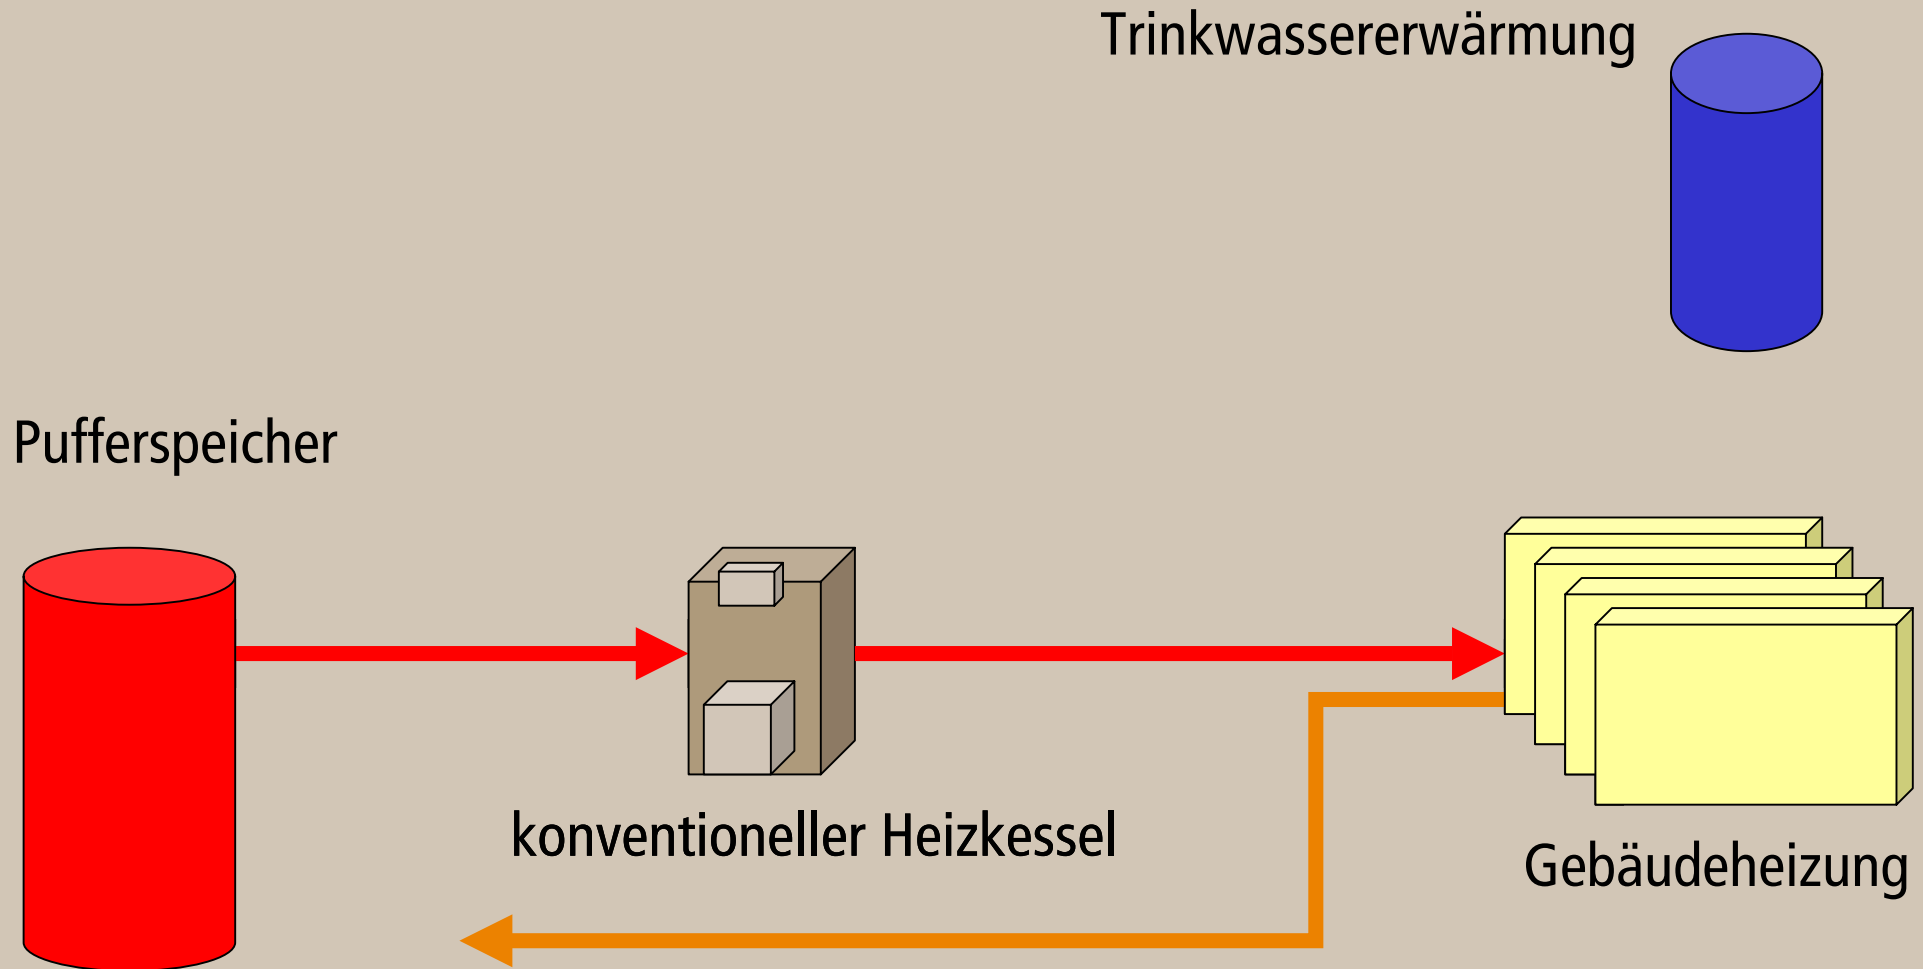 Trinkwassererwärmung
Pufferspeicher
konventioneller Heizkessel
Gebäudeheizung